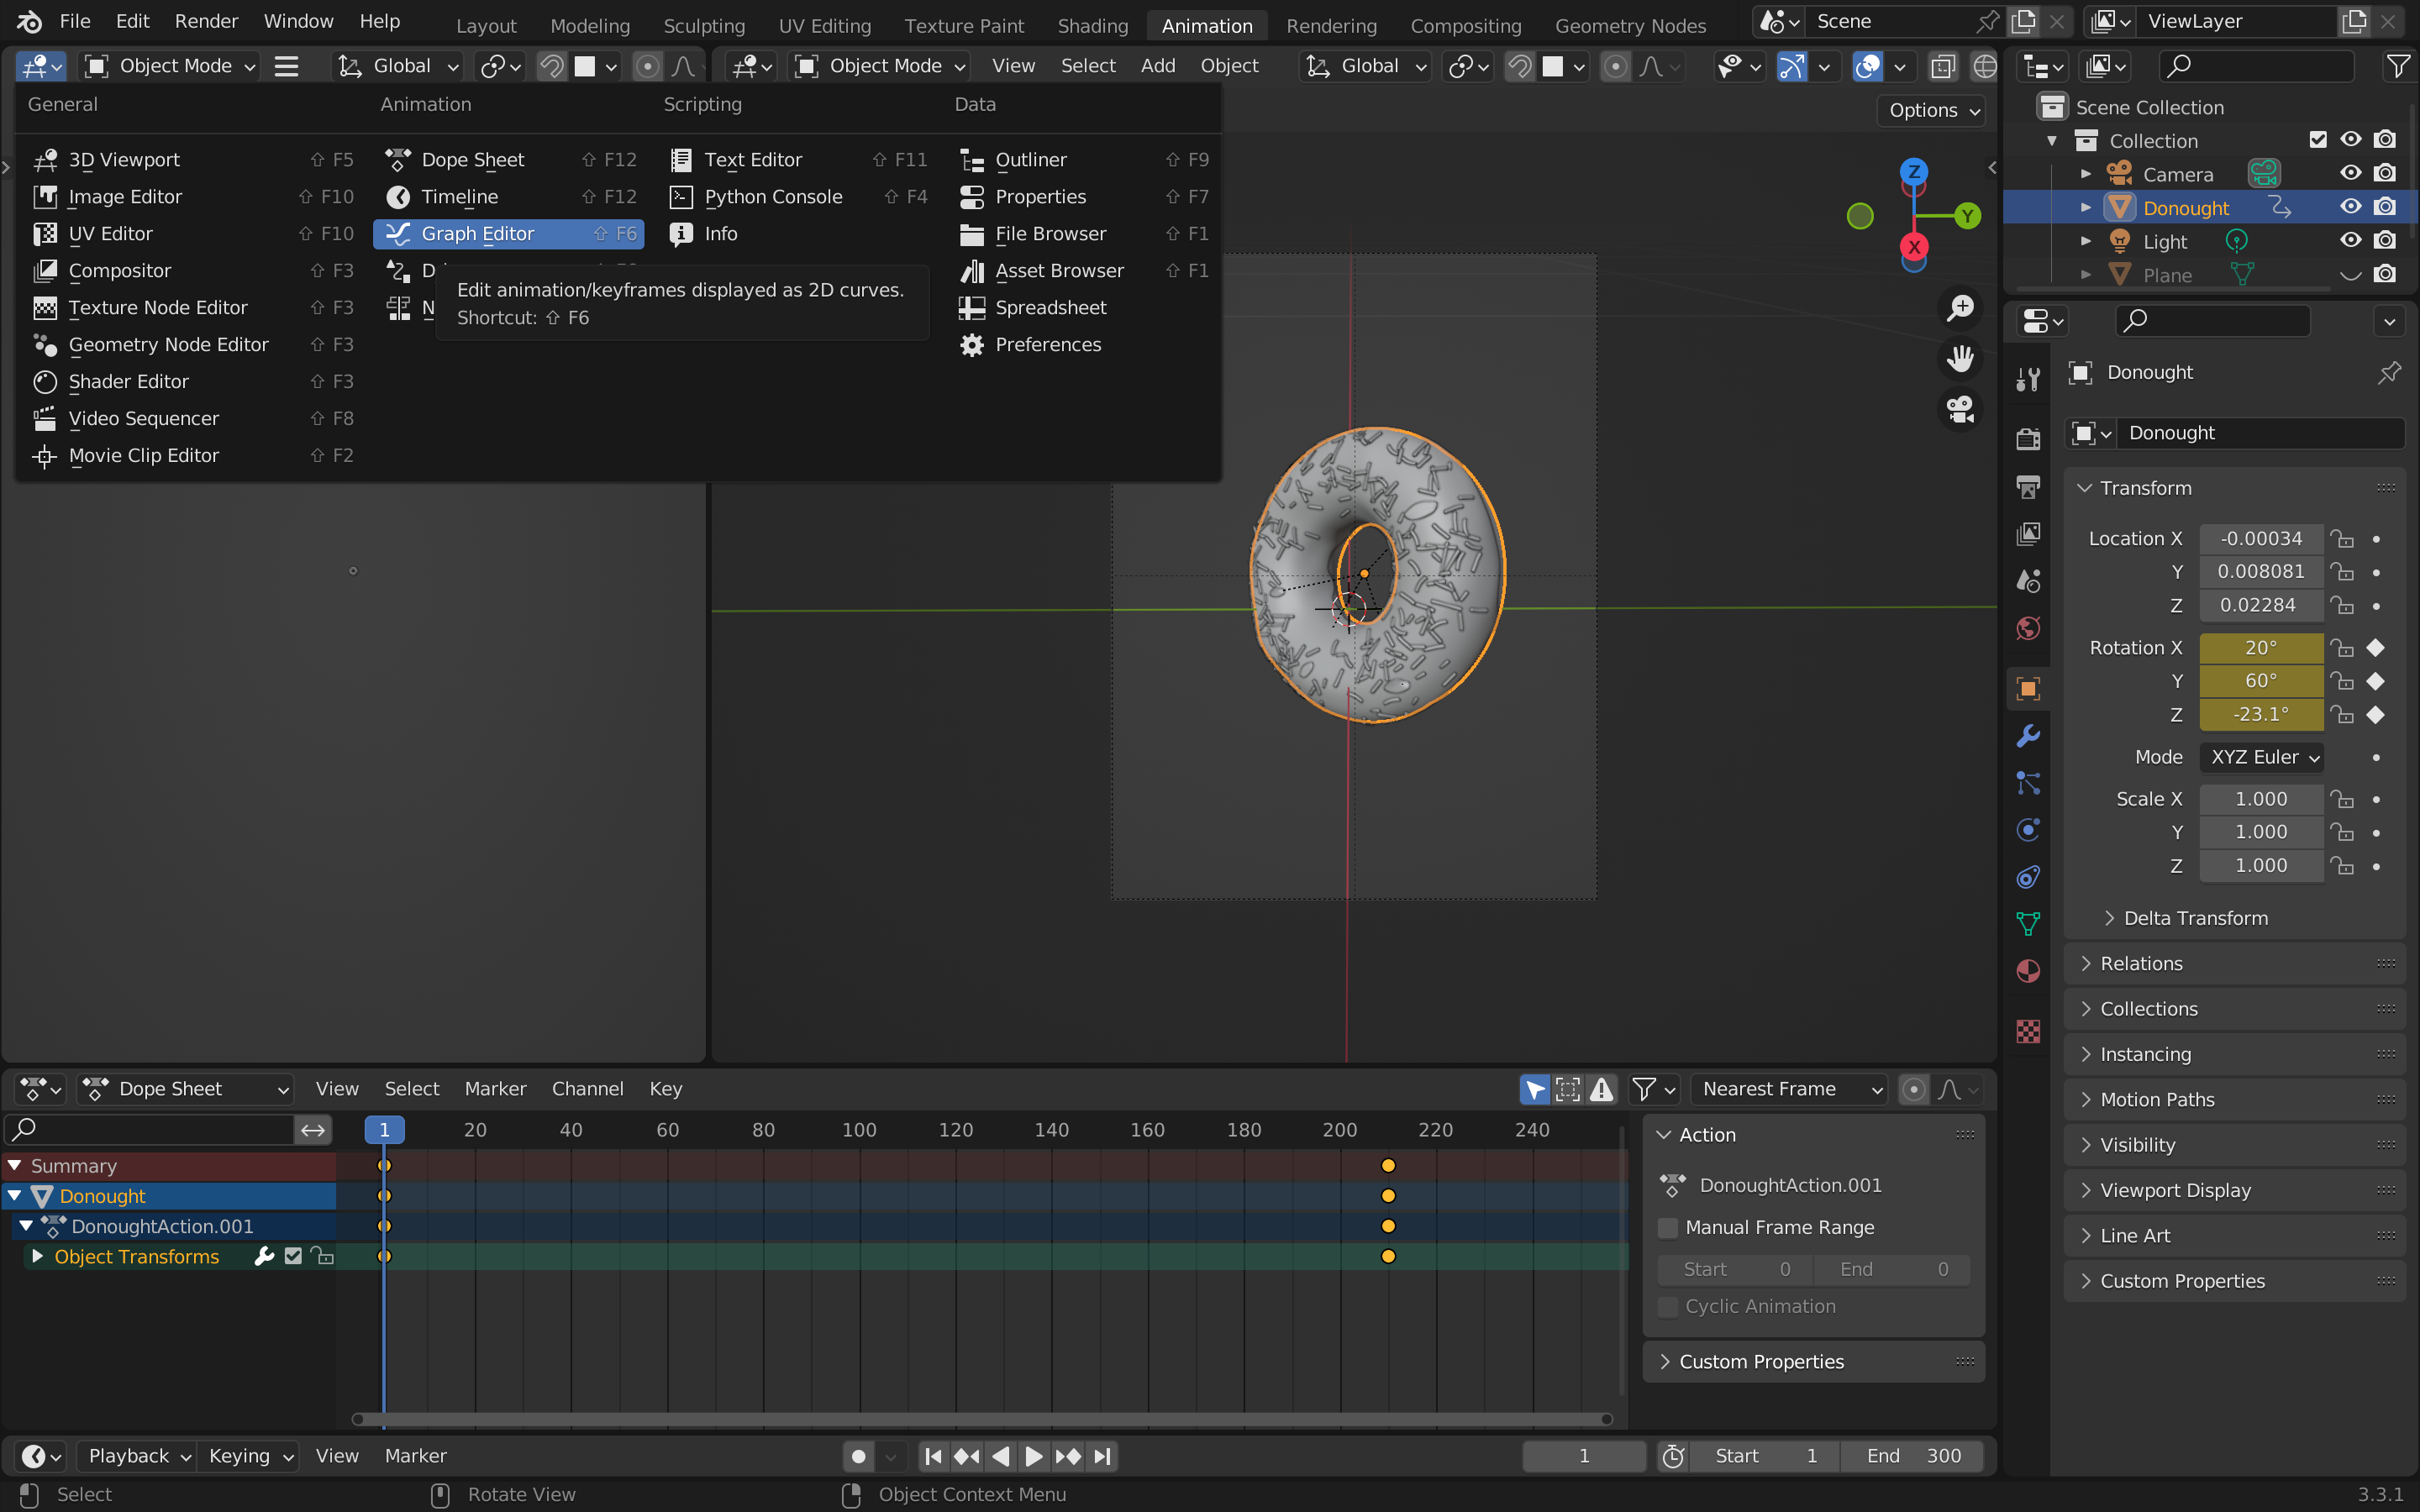 File Edit Render Window Help Layout Modeling Sculpting UV Editing Texture Paint Shading Animation Rendering Compositing Geometry Nodes Scene ViewLayer
Object Mode Global Object Mode View Select Add Object Global
Options
General Animation Scripting Data
3D Viewport ⇧ F5 Dope Sheet ⇧ F12 Text Editor ⇧ F11 Outliner ⇧ F9
Image Editor ⇧ F10 Timeline ⇧ F12 Python Console ⇧ F4 Properties ⇧ F7
UV Editor ⇧ F10 Graph Editor ⇧ F6 Info File Browser ⇧ F1
Compositor ⇧ F3 Asset Browser ⇧ F1
Texture Node Editor ⇧ F3 Spreadsheet
Geometry Node Editor ⇧ F3 Preferences
Shader Editor ⇧ F3
Video Sequencer ⇧ F8
Movie Clip Editor ⇧ F2
Edit animation/keyframes displayed as 2D curves.
Shortcut: ⇧ F6
Z
Y
X
Scene Collection
Collection
Camera
Donought
Light
Plane
Donought
Donought
Transform
Location X -0.00034
Y 0.008081
Z 0.02284
Rotation X 20°
Y 60°
Z -23.1°
Mode XYZ Euler
Scale X 1.000
Y 1.000
Z 1.000
Delta Transform
Relations
Collections
Instancing
Motion Paths
Visibility
Viewport Display
Line Art
Custom Properties
Dope Sheet View Select Marker Channel Key Nearest Frame
1 20 40 60 80 100 120 140 160 180 200 220 240
Summary
Donought
DonoughtAction.001
Object Transforms
Action
DonoughtAction.001
Manual Frame Range
Start 0 End 0
Cyclic Animation
Custom Properties
Playback Keying View Marker 1 Start 1 End 300
Select Rotate View Object Context Menu 3.3.1